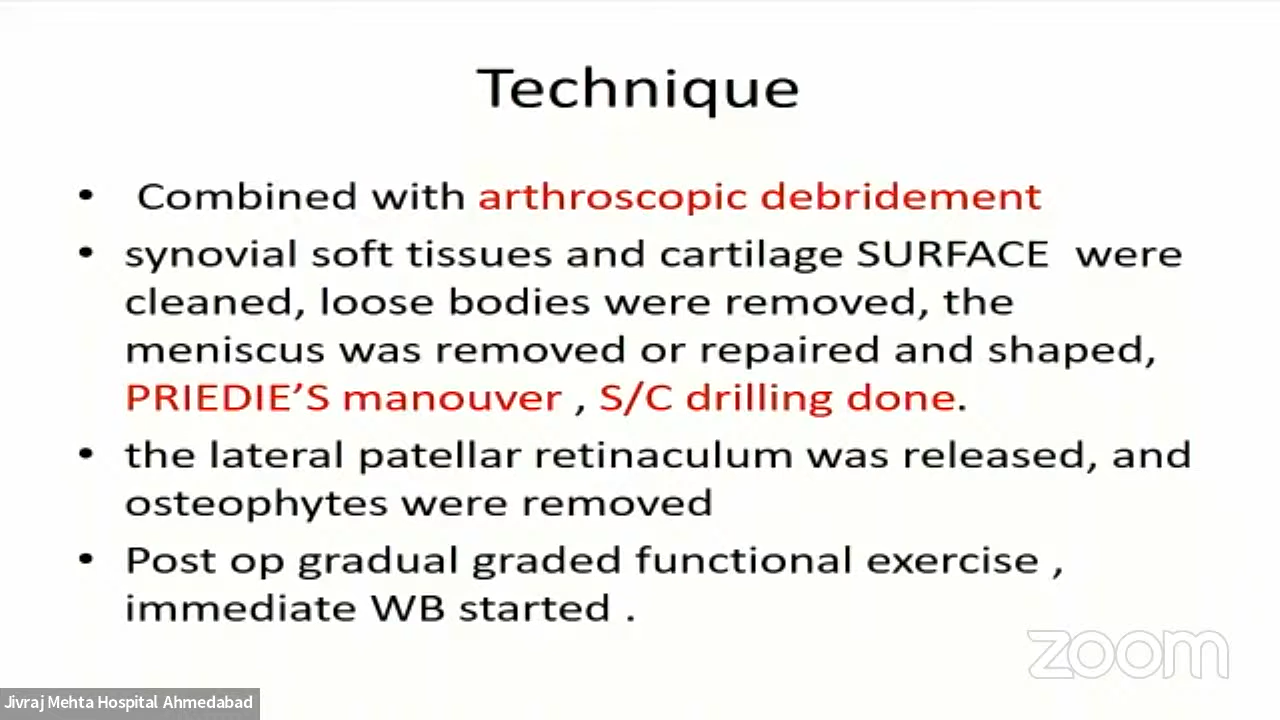 Technique
• Combined with arthroscopic debridement
• synovial soft tissues and cartilage SURFACE were
cleaned, loose bodies were removed, the
meniscus was removed or repaired and shaped,
PRIEDIE’S manouver , S/C drilling done.
• the lateral patellar retinaculum was released, and
osteophytes were removed
• Post op gradual graded functional exercise ,
immediate WB started .
zoom
Jivraj Mehta Hospital Ahmedabad